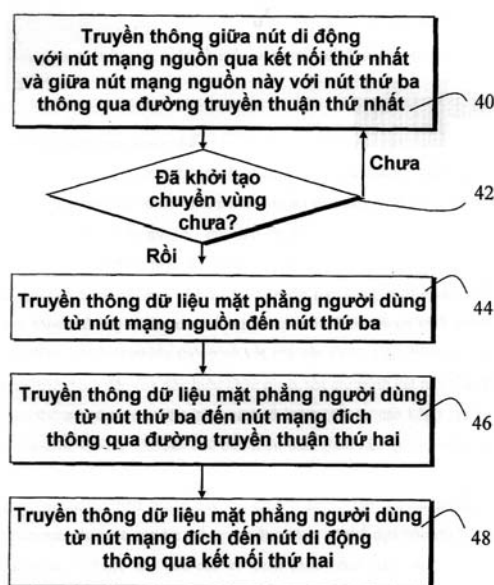 Truyền thông giữa nút di động
với nút mạng nguồn qua kết nối thứ nhất
và giữa nút mạng nguồn này với nút thứ ba
thông qua đường truyền thuận thứ nhất
40
Chưa
Đã khởi tạo
chuyển vùng
chưa?
42
Rồi
Truyền thông dữ liệu mặt phẳng người dùng
từ nút mạng nguồn đến nút thứ ba
44
Truyền thông dữ liệu mặt phẳng người dùng
từ nút thứ ba đến nút mạng đích
thông qua đường truyền thuận thứ hai
46
Truyền thông dữ liệu mặt phẳng người dùng
từ nút mạng đích đến nút di động
thông qua kết nối thứ hai
48